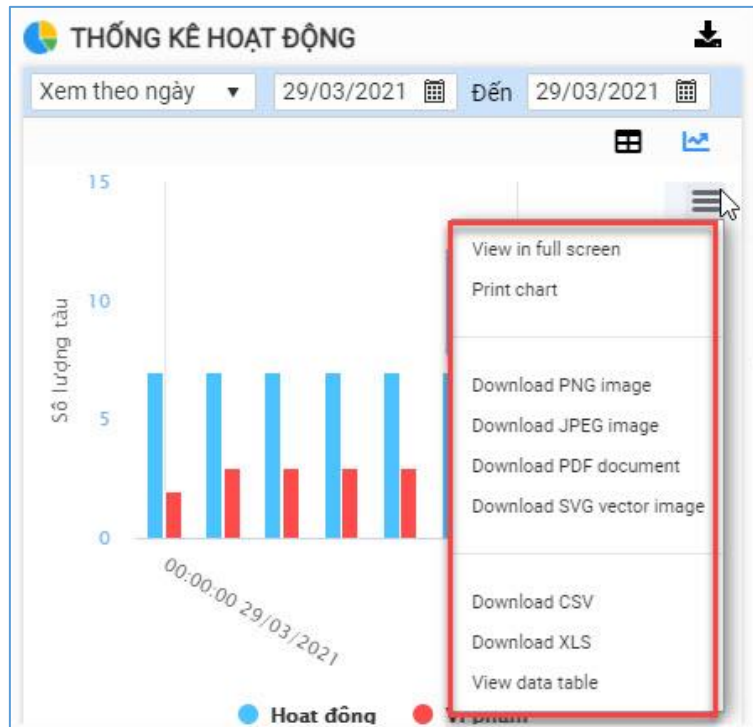 THỐNG KÊ HOẠT ĐỘNG
Xem theo ngày 29/03/2021 Đến 29/03/2021
15
10
5
0
Số lượng tàu
00:00:00 29/03/2021
View in full screen
Print chart
Download PNG image
Download JPEG image
Download PDF document
Download SVG vector image
Download CSV
Download XLS
View data table
Hoạt động Vi phạm